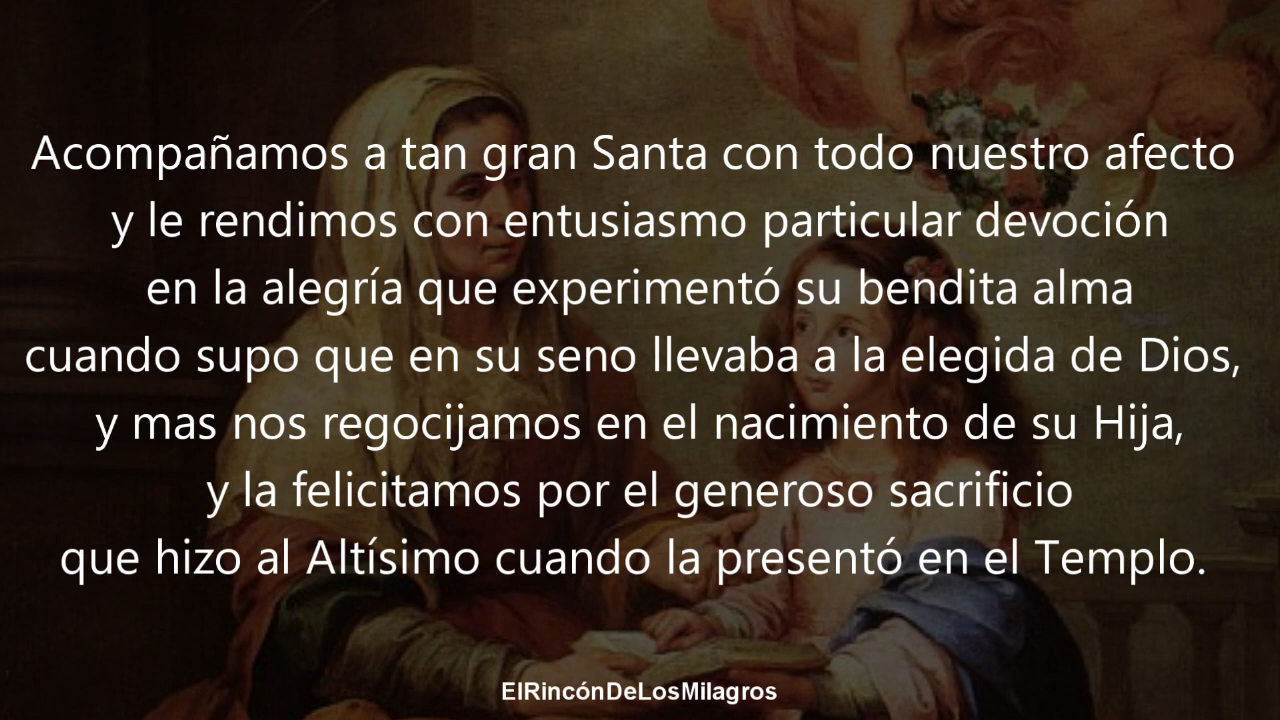 Acompañamos a tan gran Santa con todo nuestro afecto
y le rendimos con entusiasmo particular devoción
en la alegría que experimentó su bendita alma
cuando supo que en su seno llevaba a la elegida de Dios,
y mas nos regocijamos en el nacimiento de su Hija,
y la felicitamos por el generoso sacrificio
que hizo al Altísimo cuando la presentó en el Templo.
ElRincónDeLosMilagros